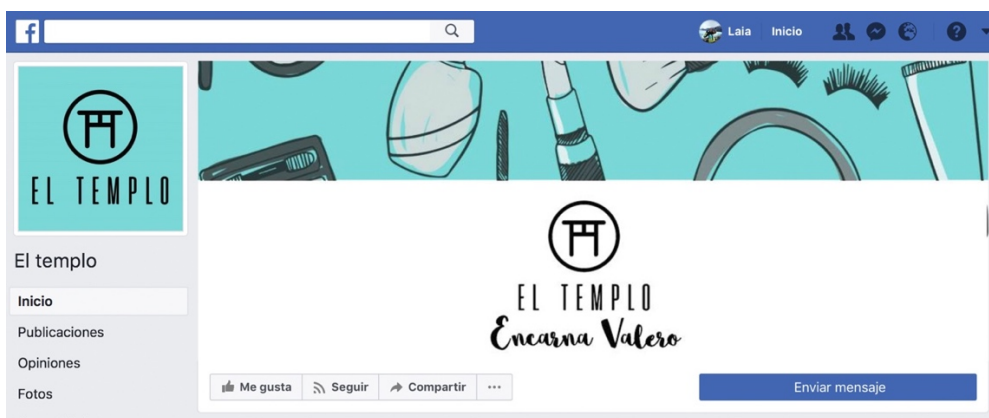 Laia
Inicio
EL TEMPLO
El templo
Inicio
Publicaciones
Opiniones
Fotos
EL TEMPLO
Encarna Valero
Me gusta
Seguir
Compartir
Enviar mensaje